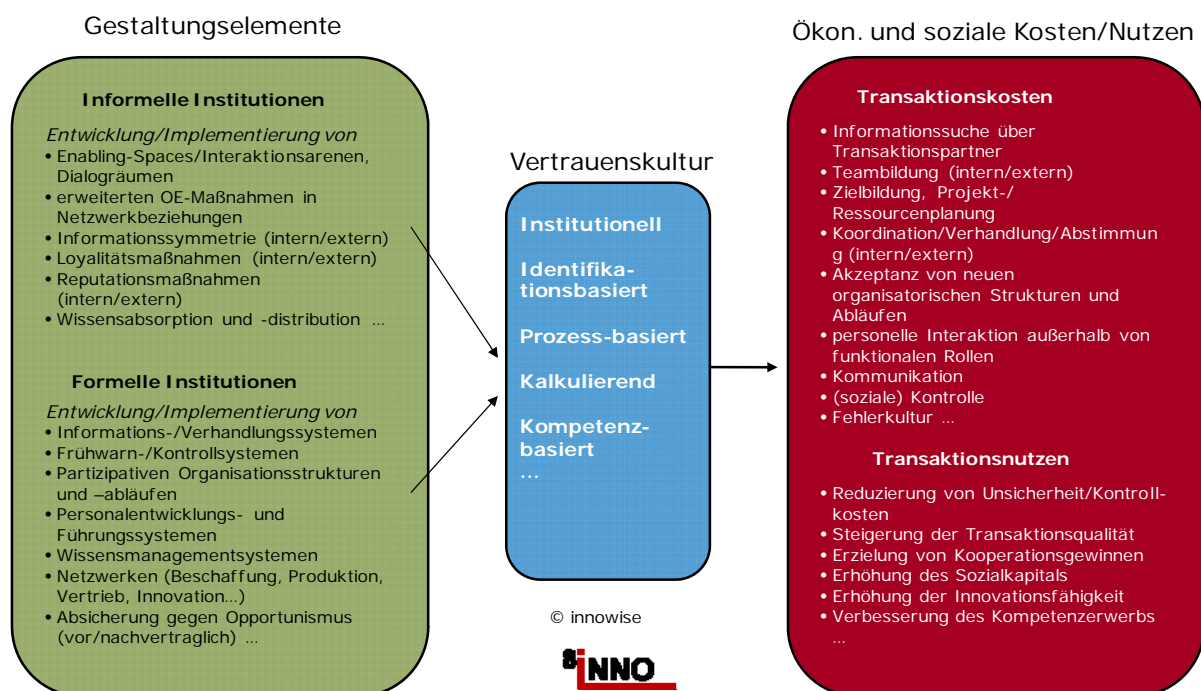 Gestaltungselemente
Informelle Institutionen
Entwicklung/Implementierung von
• Enabling-Spaces/Interaktionsarenen,
Dialogräumen
• erweiterten OE-Maßnahmen in
Netzwerkbeziehungen
• Informationssymmetrie (intern/extern)
• Loyalitätsmaßnahmen (intern/extern)
• Reputationsmaßnahmen
(intern/extern)
• Wissensabsorption und -distribution ...
Formelle Institutionen
Entwicklung/Implementierung von
• Informations-/Verhandlungssystemen
• Frühwarn-/Kontrollsystemen
• Partizipativen Organisationsstrukturen
und –abläufen
• Personalentwicklungs- und
Führungssystemen
• Wissensmanagementsystemen
• Netzwerken (Beschaffung, Produktion,
Vertrieb, Innovation...)
• Absicherung gegen Opportunismus
(vor/nachvertraglich) ...
Vertrauenskultur
Institutionell
Identifika-
tionsbasiert
Prozess-basiert
Kalkulierend
Kompetenz-
basiert
...
© innowise
8iNNO
Ökon. und soziale Kosten/Nutzen
Transaktionskosten
• Informationssuche über
Transaktionspartner
• Teambildung (intern/extern)
• Zielbildung, Projekt-/
Ressourcenplanung
• Koordination/Verhandlung/Abstimmun
g (intern/extern)
• Akzeptanz von neuen
organisatorischen Strukturen und
Abläufen
• personelle Interaktion außerhalb von
funktionalen Rollen
• Kommunikation
• (soziale) Kontrolle
• Fehlerkultur ...
Transaktionsnutzen
• Reduzierung von Unsicherheit/Kontroll-
kosten
• Steigerung der Transaktionsqualität
• Erzielung von Kooperationsgewinnen
• Erhöhung des Sozialkapitals
• Erhöhung der Innovationsfähigkeit
• Verbesserung des Kompetenzerwerbs
...